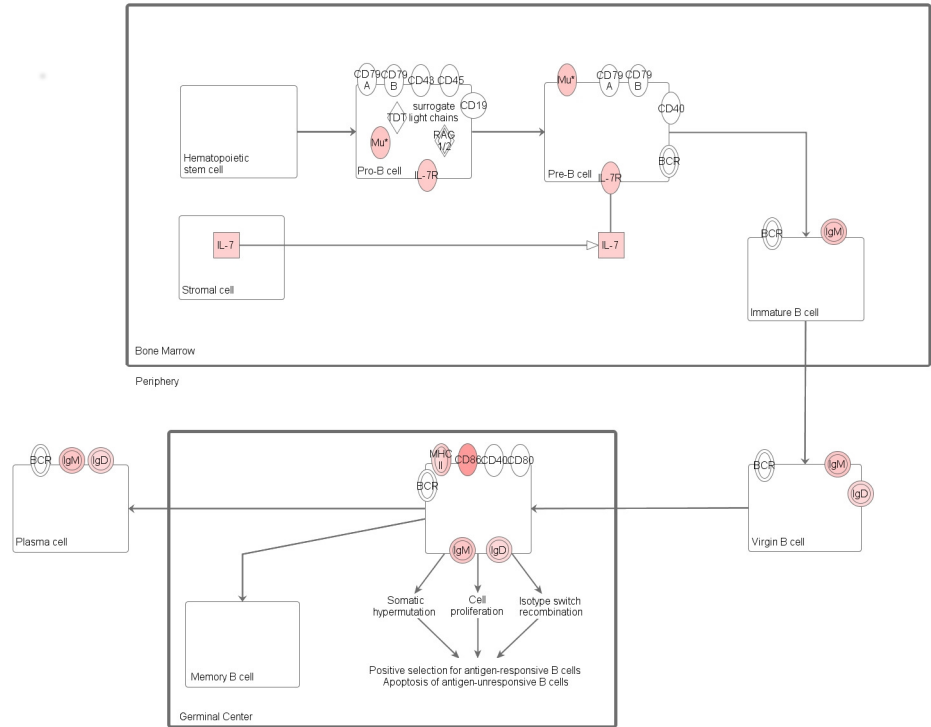 CD79
A
CD79
B
CD43
CD45
CD19
TDT
surrogate
light chains
RAG
1/2
Mu*
Pro-B cell
IL-7R
Hematopoietic
stem cell
Mu*
CD79
A
CD79
B
CD40
BCR
Pre-B cell
IL-7R
IL-7
IL-7
Stromal cell
BCR
IgM
Immature B cell
Bone Marrow
Periphery
BCR
IgM
IgD
Plasma cell
MHC
II
CD86
CD40
CD80
BCR
IgM
IgD
BCR
IgM
IgD
Virgin B cell
Somatic
hypermutation
Cell
proliferation
Isotype switch
recombination
Positive selection for antigen-responsive B cells
Apoptosis of antigen-unresponsive B cells
Memory B cell
Germinal Center